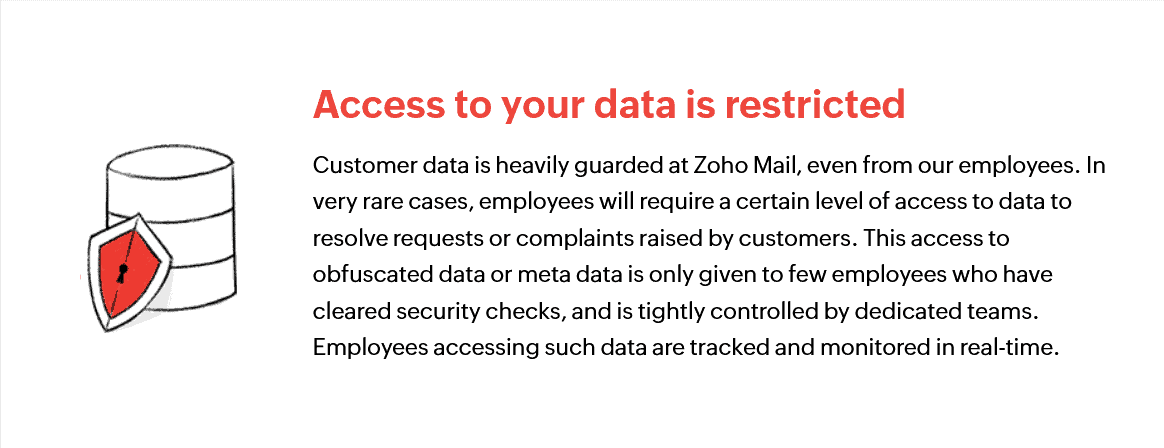 Access to your data is restricted
Customer data is heavily guarded at Zoho Mail, even from our employees. In
very rare cases, employees will require a certain level of access to data to
resolve requests or complaints raised by customers. This access to
obfuscated data or meta data is only given to few employees who have
cleared security checks, and is tightly controlled by dedicated teams.
Employees accessing such data are tracked and monitored in real-time.